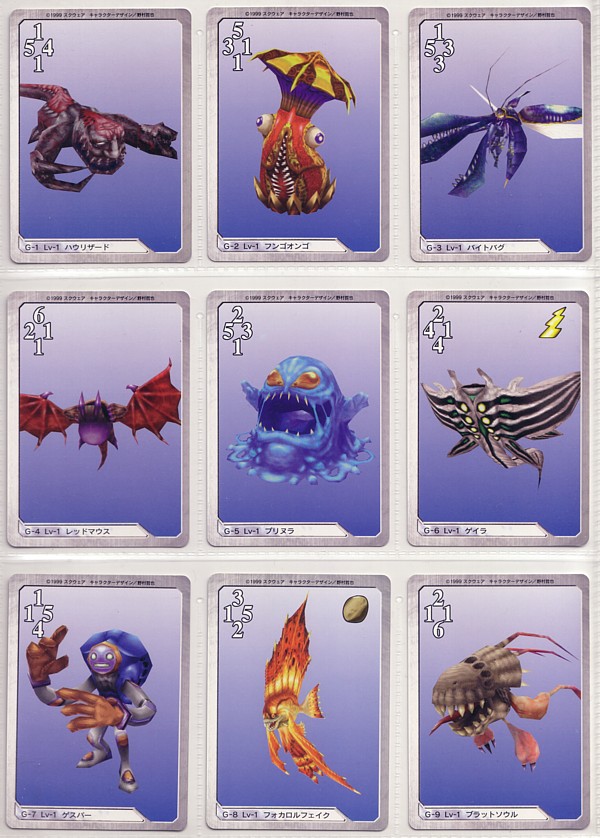 ©1999 スクウェア キャラクターデザイン/野村哲也
1
5 4
1
G-1 Lv-1 ハウリザード
©1999 スクウェア キャラクターデザイン/野村哲也
5
3 1
1
G-2 Lv-1 フンゴオンゴ
©1999 スクウェア キャラクターデザイン/野村哲也
1
5 3
3
G-3 Lv-1 バイトバグ
©1999 スクウェア キャラクターデザイン/野村哲也
6
2 1
1
G-4 Lv-1 レッドマウス
©1999 スクウェア キャラクターデザイン/野村哲也
2
5 3
1
G-5 Lv-1 プリヌラ
©1999 スクウェア キャラクターデザイン/野村哲也
2
4 1
4
G-6 Lv-1 ゲイラ
©1999 スクウェア キャラクターデザイン/野村哲也
1
1 5
4
G-7 Lv-1 ゲスパー
©1999 スクウェア キャラクターデザイン/野村哲也
3
1 5
2
G-8 Lv-1 フォカロルフェイク
©1999 スクウェア キャラクターデザイン/野村哲也
2
1 1
6
G-9 Lv-1 ブラッドソウル